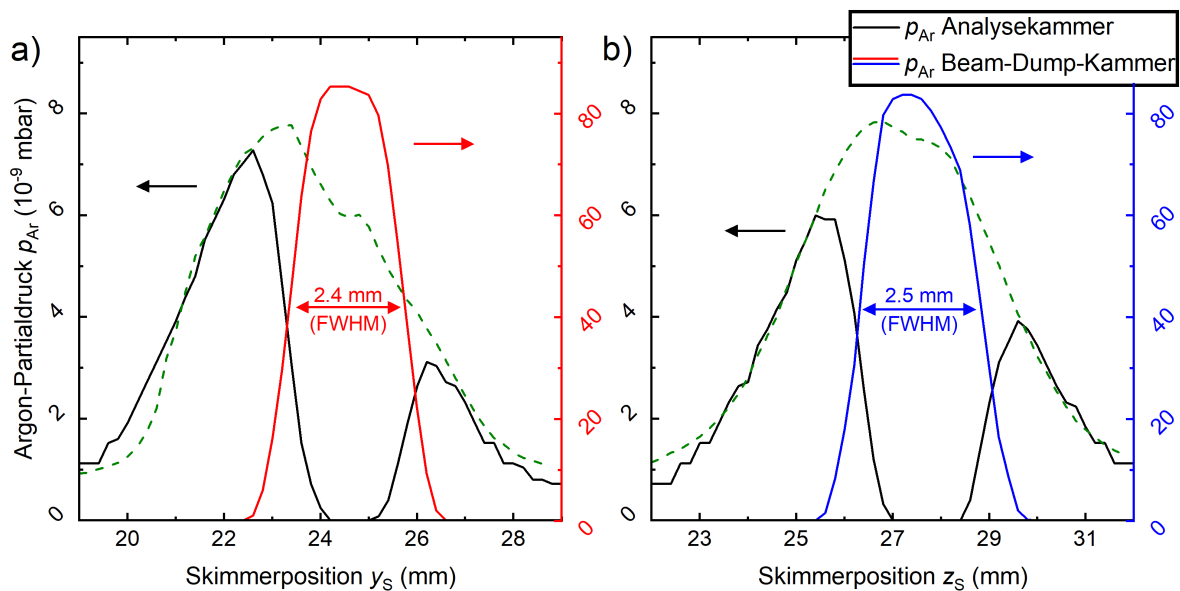 a)
b)
p_Ar Analysekammer
p_Ar Beam-Dump-Kammer
Argon-Partialdruck p_Ar (10⁻⁹ mbar)
0
2
4
6
8
2.4 mm
(FWHM)
0
20
40
60
80
20
22
24
26
28
Skimmerposition y_S (mm)
0
2
4
6
8
2.5 mm
(FWHM)
0
20
40
60
80
23
25
27
29
31
Skimmerposition z_S (mm)